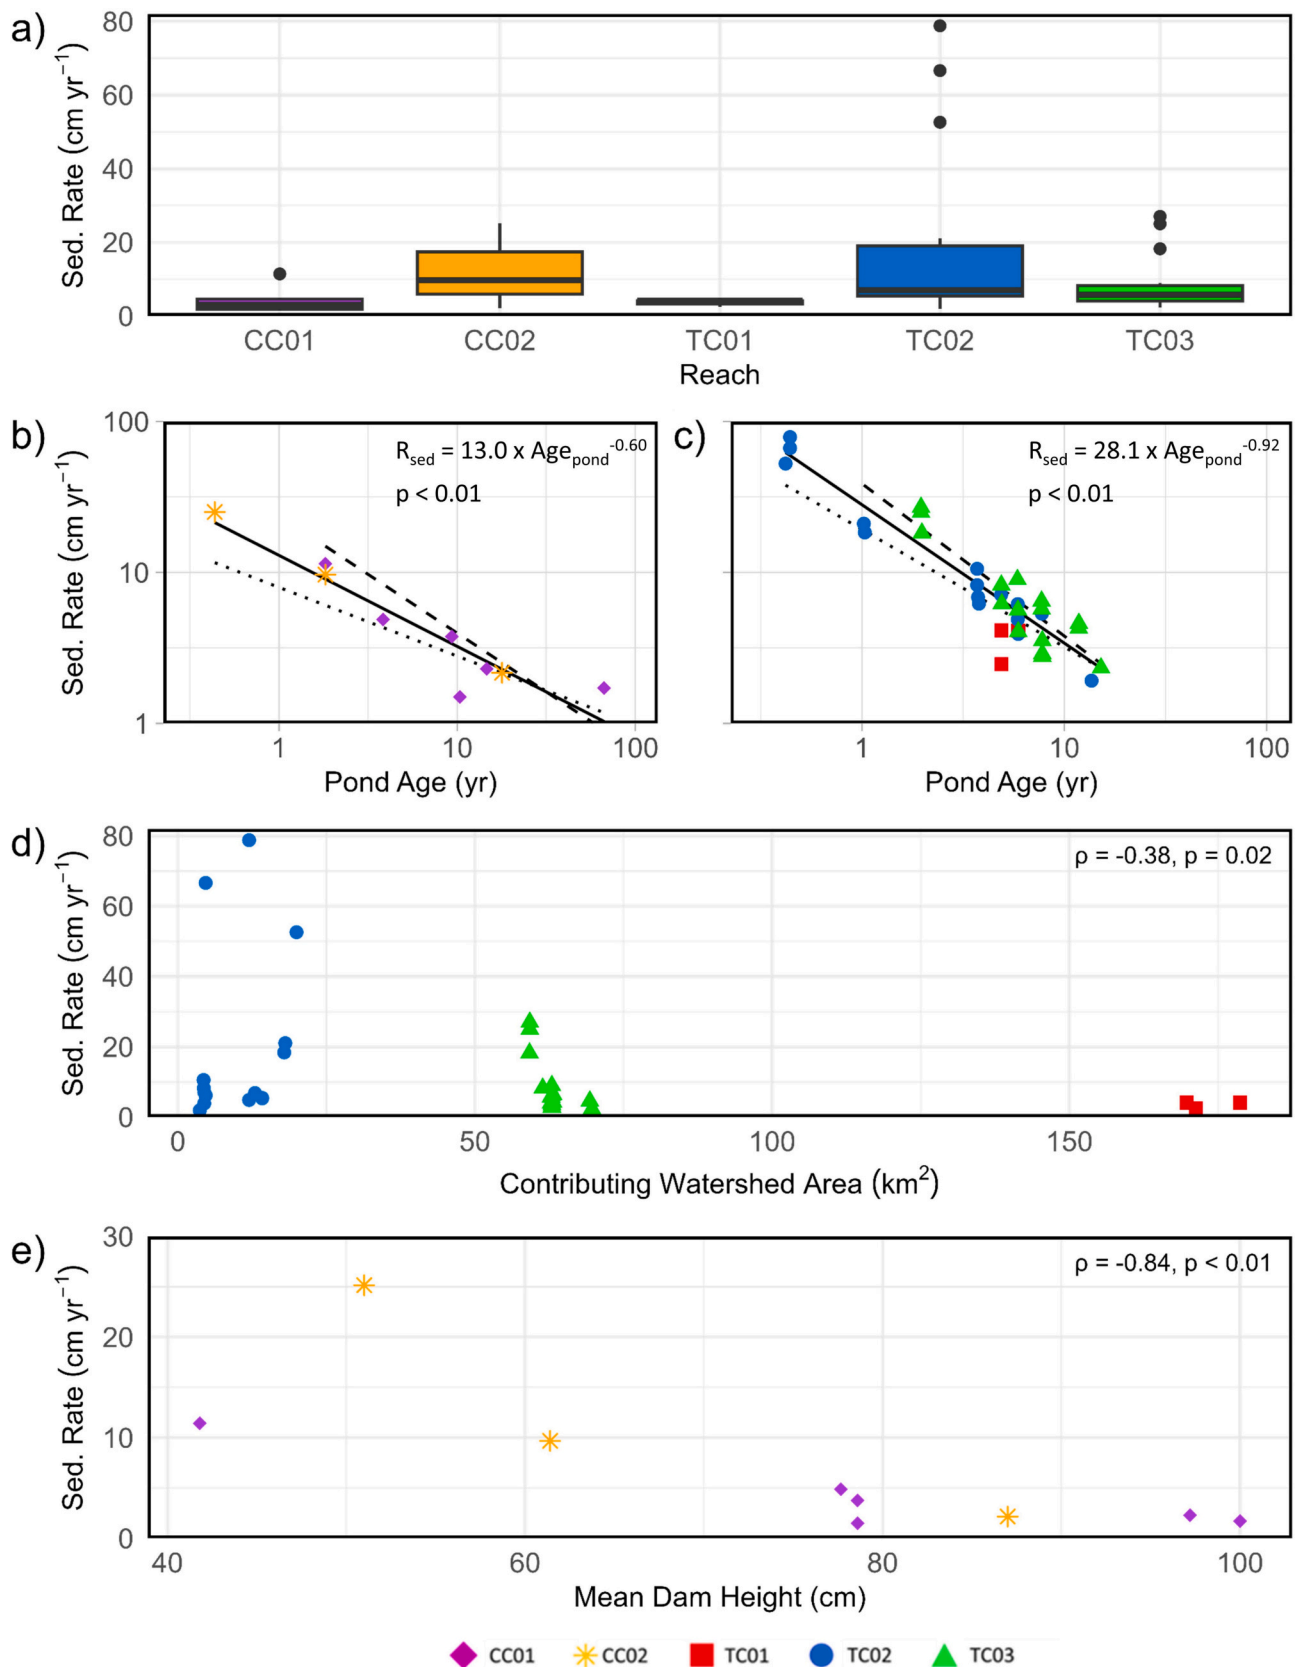 a)
Sed. Rate (cm yr⁻¹)
80
60
40
20
0
CC01 CC02 TC01 TC02 TC03
Reach
b)
Sed. Rate (cm yr⁻¹)
100
10
1
R_sed = 13.0 x Age_pond^-0.60
p < 0.01
1 10 100
Pond Age (yr)
c)
R_sed = 28.1 x Age_pond^-0.92
p < 0.01
1 10 100
Pond Age (yr)
d)
Sed. Rate (cm yr⁻¹)
80
60
40
20
0
ρ = -0.38, p = 0.02
0 50 100 150
Contributing Watershed Area (km²)
e)
Sed. Rate (cm yr⁻¹)
30
20
10
0
ρ = -0.84, p < 0.01
40 60 80 100
Mean Dam Height (cm)
CC01 CC02 TC01 TC02 TC03